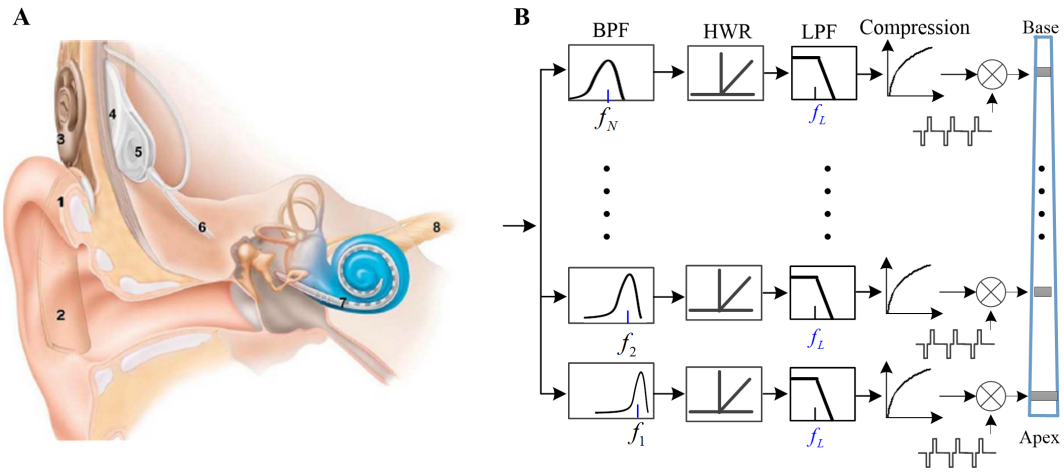 A
1
2
3
4
5
6
7
8
B
BPF HWR LPF Compression Base
f_N f_L
f_2 f_L
f_1 f_L
Apex